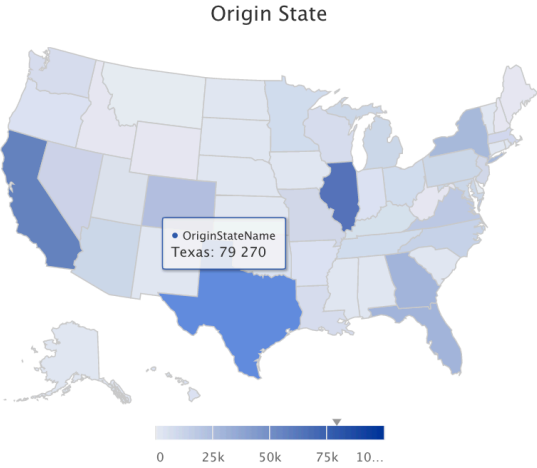 Origin State
● OriginStateName
Texas: 79 270
0 25k 50k 75k 10...